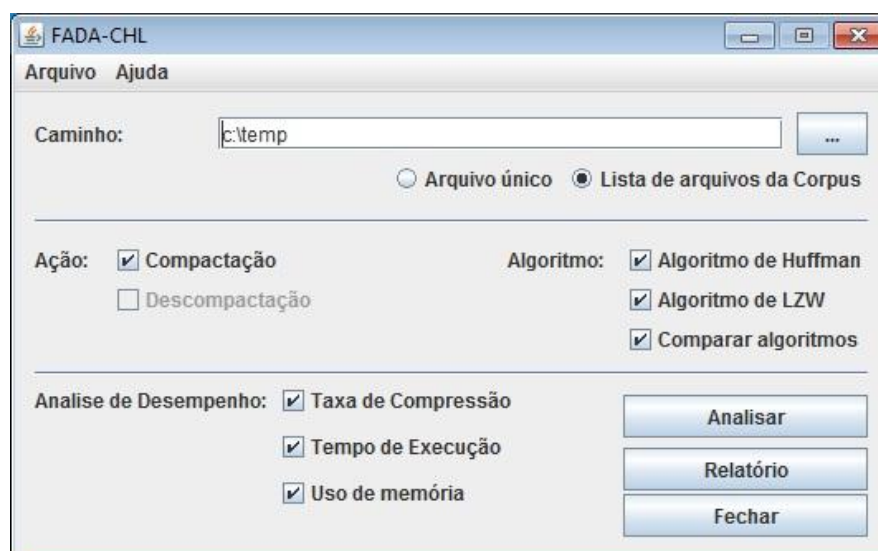 FADA-CHL
Arquivo Ajuda
Caminho: c:\temp ...
Arquivo único Lista de arquivos da Corpus
Ação: Compactação Algoritmo: Algoritmo de Huffman
Descompactação Algoritmo de LZW
Comparar algoritmos
Analise de Desempenho: Taxa de Compressão Analisar
Tempo de Execução Relatório
Uso de memória Fechar